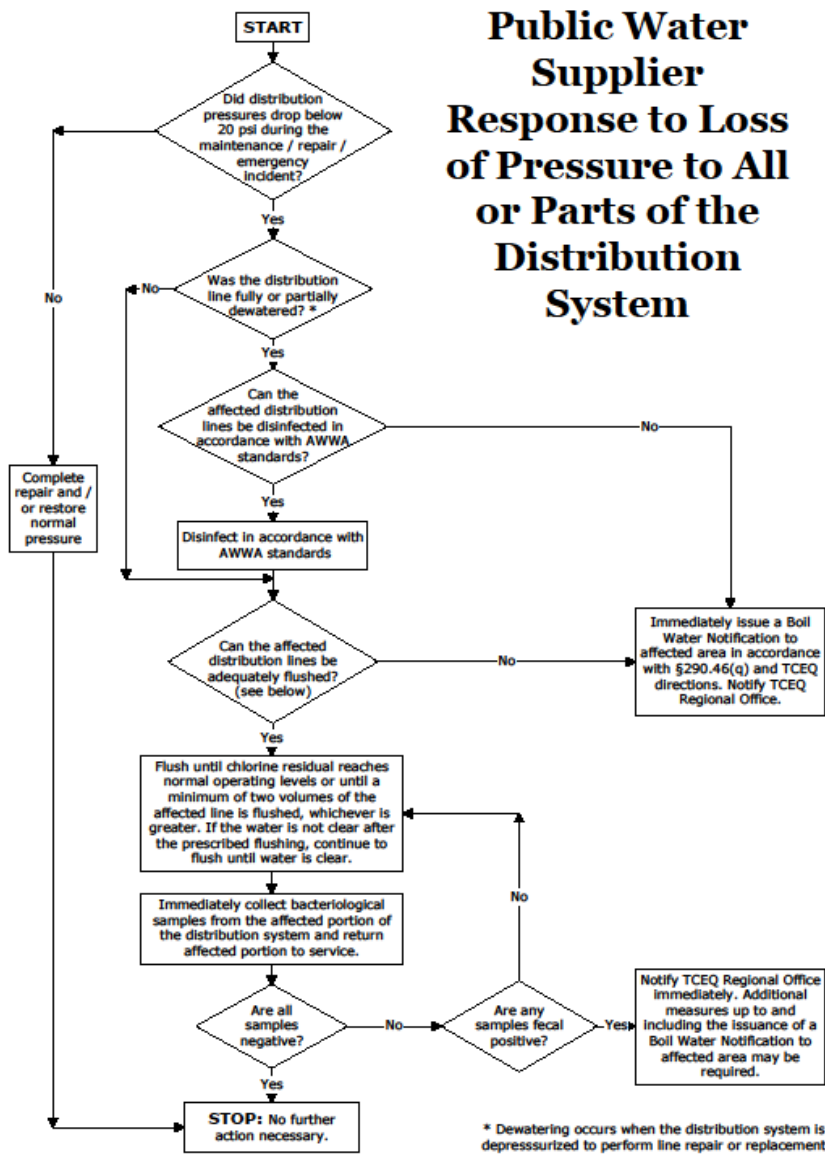 Public Water
Supplier
Response to Loss
of Pressure to All
or Parts of the
Distribution
System
START
Did distribution
pressures drop below
20 psi during the
maintenance / repair /
emergency
incident?
Yes
No
Was the distribution
line fully or partially
dewatered? *
No
Yes
Can the
affected distribution
lines be disinfected in
accordance with AWWA
standards?
No
Yes
Complete
repair and /
or restore
normal
pressure
Disinfect in accordance with
AWWA standards
Can the affected
distribution lines be
adequately flushed?
(see below)
No
Immediately issue a Boil
Water Notification to
affected area in accordance
with §290.46(q) and TCEQ
directions. Notify TCEQ
Regional Office.
Yes
Flush until chlorine residual reaches
normal operating levels or until a
minimum of two volumes of the
affected line is flushed, whichever is
greater. If the water is not clear after
the prescribed flushing, continue to
flush until water is clear.
No
Immediately collect bacteriological
samples from the affected portion of
the distribution system and return
affected portion to service.
Are all
samples
negative?
No
Are any
samples fecal
positive?
Yes
Notify TCEQ Regional Office
immediately. Additional
measures up to and
including the issuance of a
Boil Water Notification to
affected area may be
required.
Yes
STOP: No further
action necessary.
* Dewatering occurs when the distribution system is
depresssurized to perform line repair or replacement